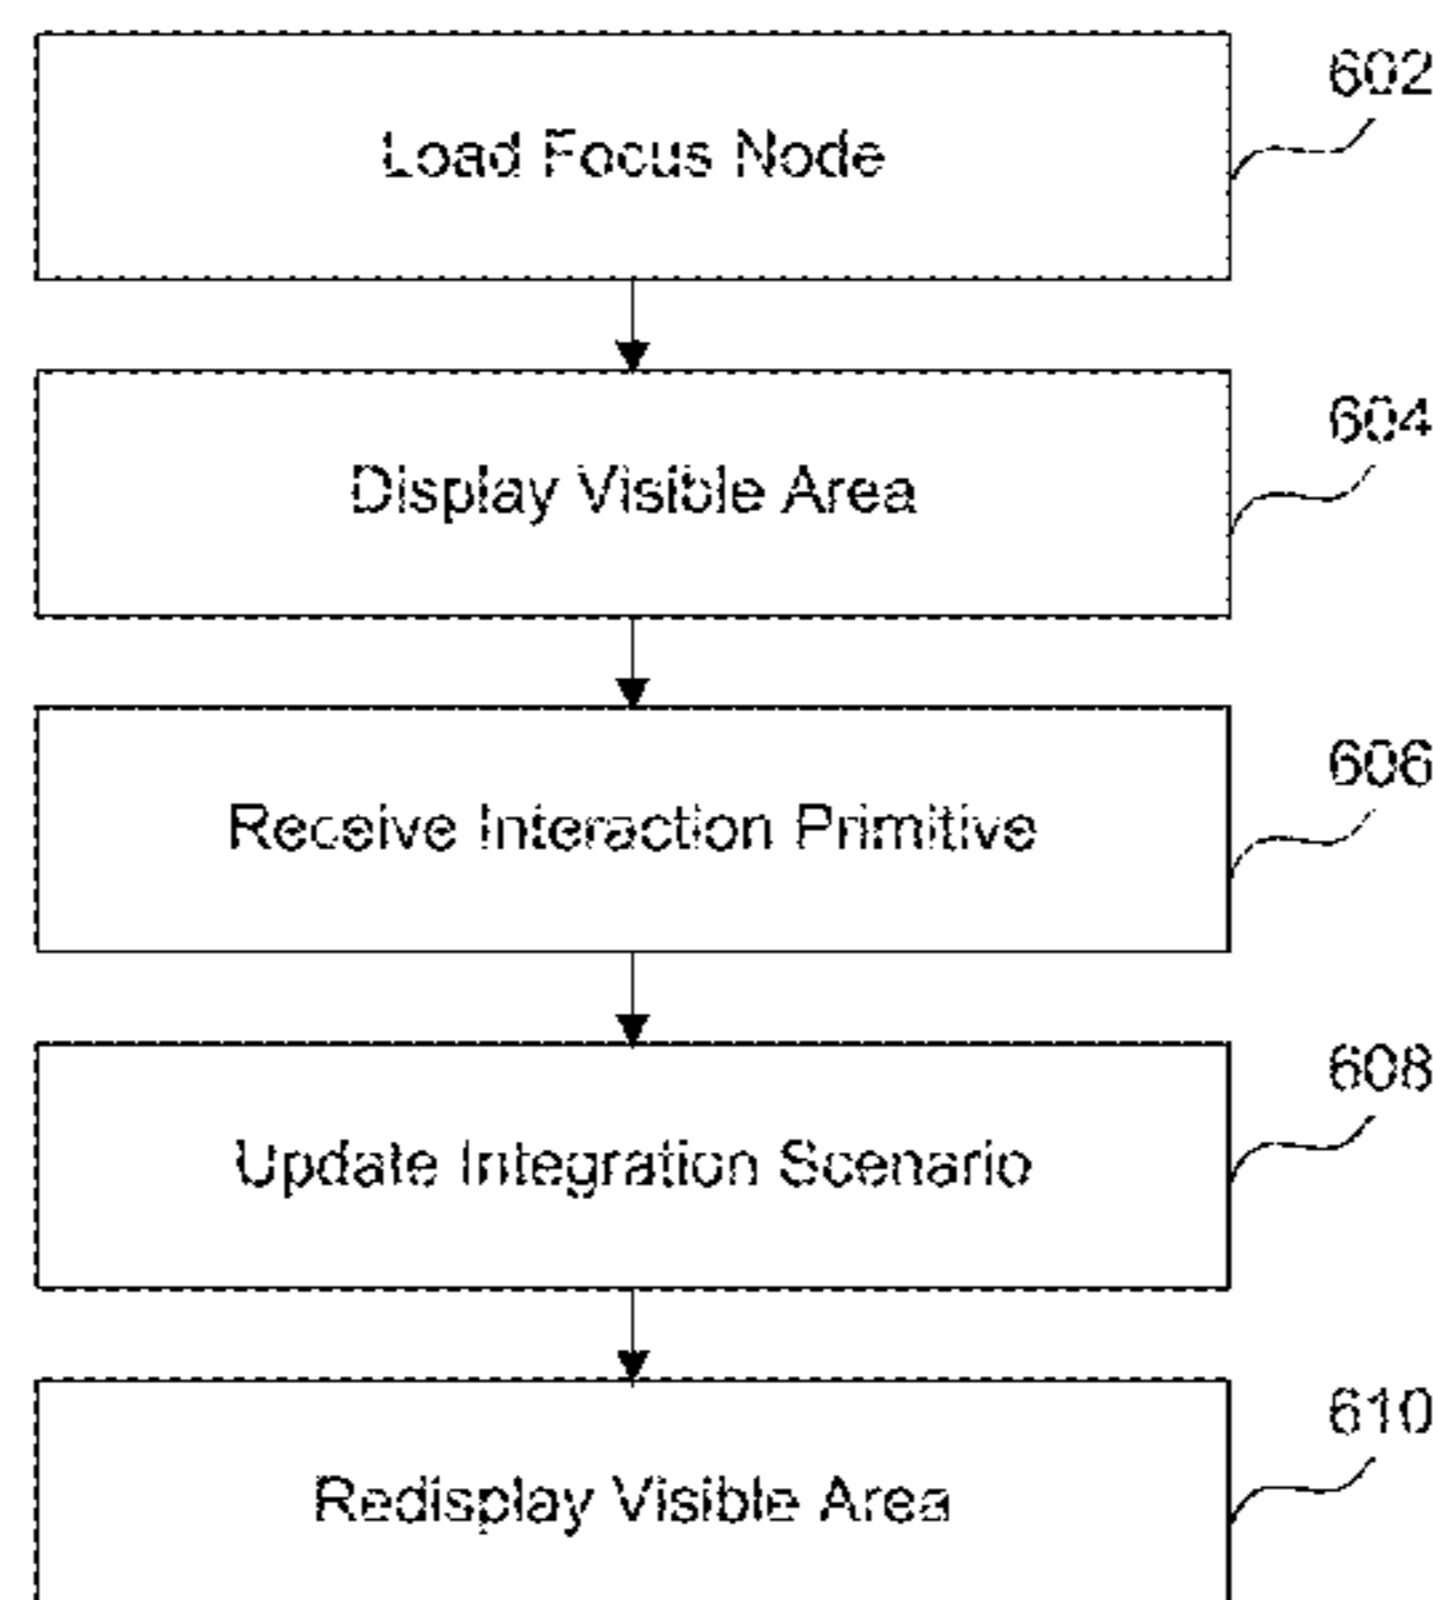 602
Load Focus Node
604
Display Visible Area
606
Receive Interaction Primitive
608
Update Integration Scenario
610
Redisplay Visible Area